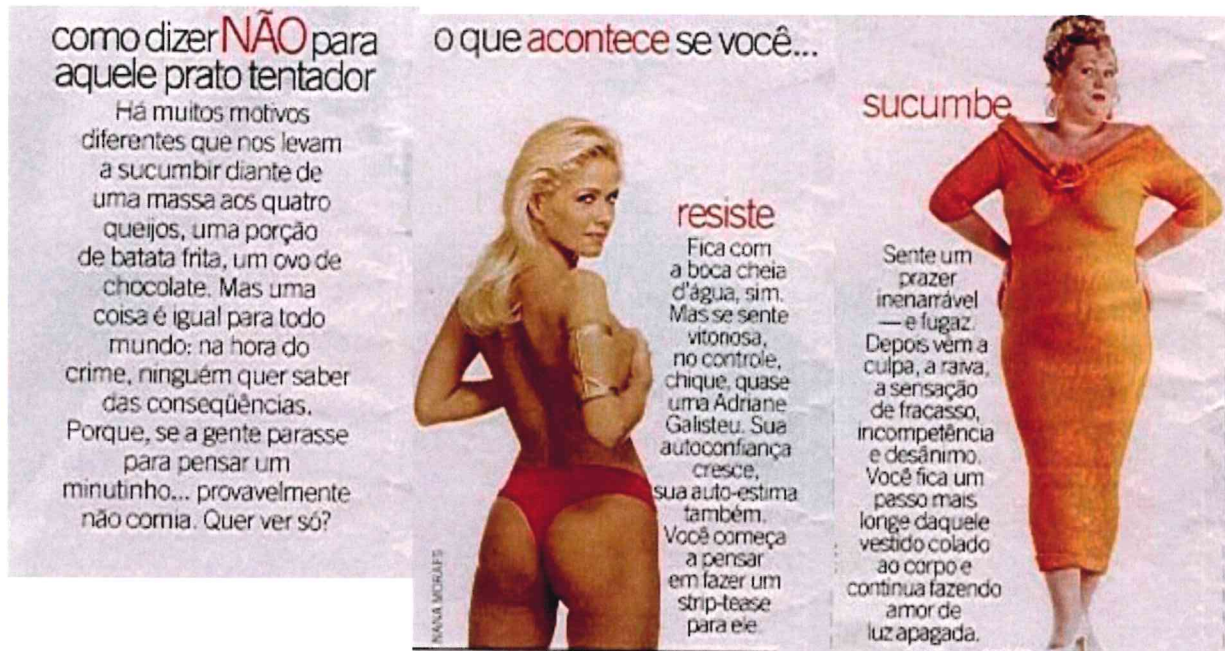 como dizer NÃO para
aquele prato tentador
Há muitos motivos
diferentes que nos levam
a sucumbir diante de
uma massa aos quatro
queijos, uma porção
de batata frita, um ovo de
chocolate. Mas uma
coisa é igual para todo
mundo: na hora do
crime, ninguém quer saber
das conseqüências.
Porque, se a gente parasse
para pensar um
minutinho... provavelmente
não comia. Quer ver só?
o que acontece se você...
resiste
Fica com
a boca cheia
d'água, sim.
Mas se sente
vitoriosa,
no controle,
chique, quase
uma Adriane
Galisteu. Sua
autoconfiança
cresce,
sua auto-estima
também.
Você começa
a pensar
em fazer um
strip-tease
para ele.
NANA MORAES
sucumbe
Sente um
prazer
inenarrável
— e fugaz.
Depois vem a
culpa, a raiva,
a sensação
de fracasso,
incompetência
e desânimo.
Você fica um
passo mais
longe daquele
vestido colado
ao corpo e
continua fazendo
amor de
luz apagada.